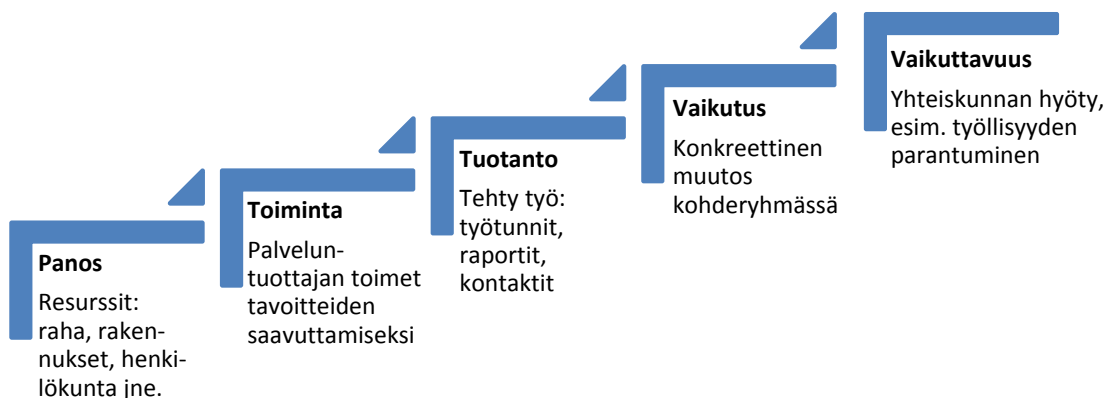 Panos
Resurssit:
raha, raken-
nukset, henki-
lökunta jne.
Toiminta
Palvelun-
tuottajan toimet
tavoitteiden
saavuttamiseksi
Tuotanto
Tehty työ:
työtunnit,
raportit,
kontaktit
Vaikutus
Konkreettinen
muutos
kohderyhmässä
Vaikuttavuus
Yhteiskunnan hyöty,
esim. työllisyyden
parantuminen